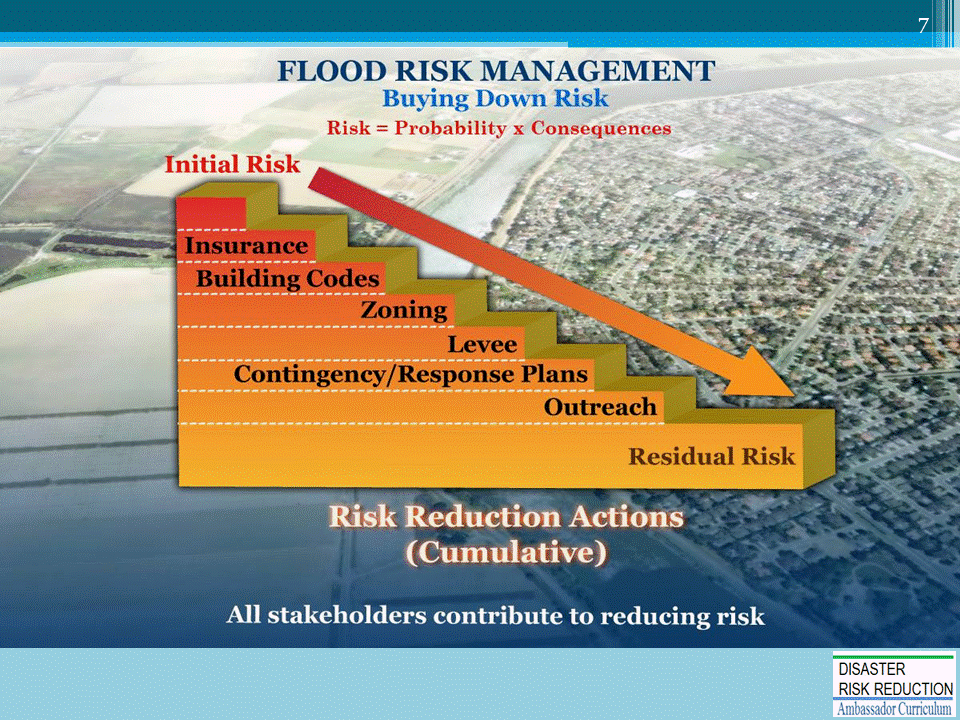 7
FLOOD RISK MANAGEMENT
Buying Down Risk
Risk = Probability x Consequences
Initial Risk
Insurance
Building Codes
Zoning
Levee
Contingency/Response Plans
Outreach
Residual Risk
Risk Reduction Actions
(Cumulative)
All stakeholders contribute to reducing risk
DISASTER
RISK REDUCTION
Ambassador Curriculum